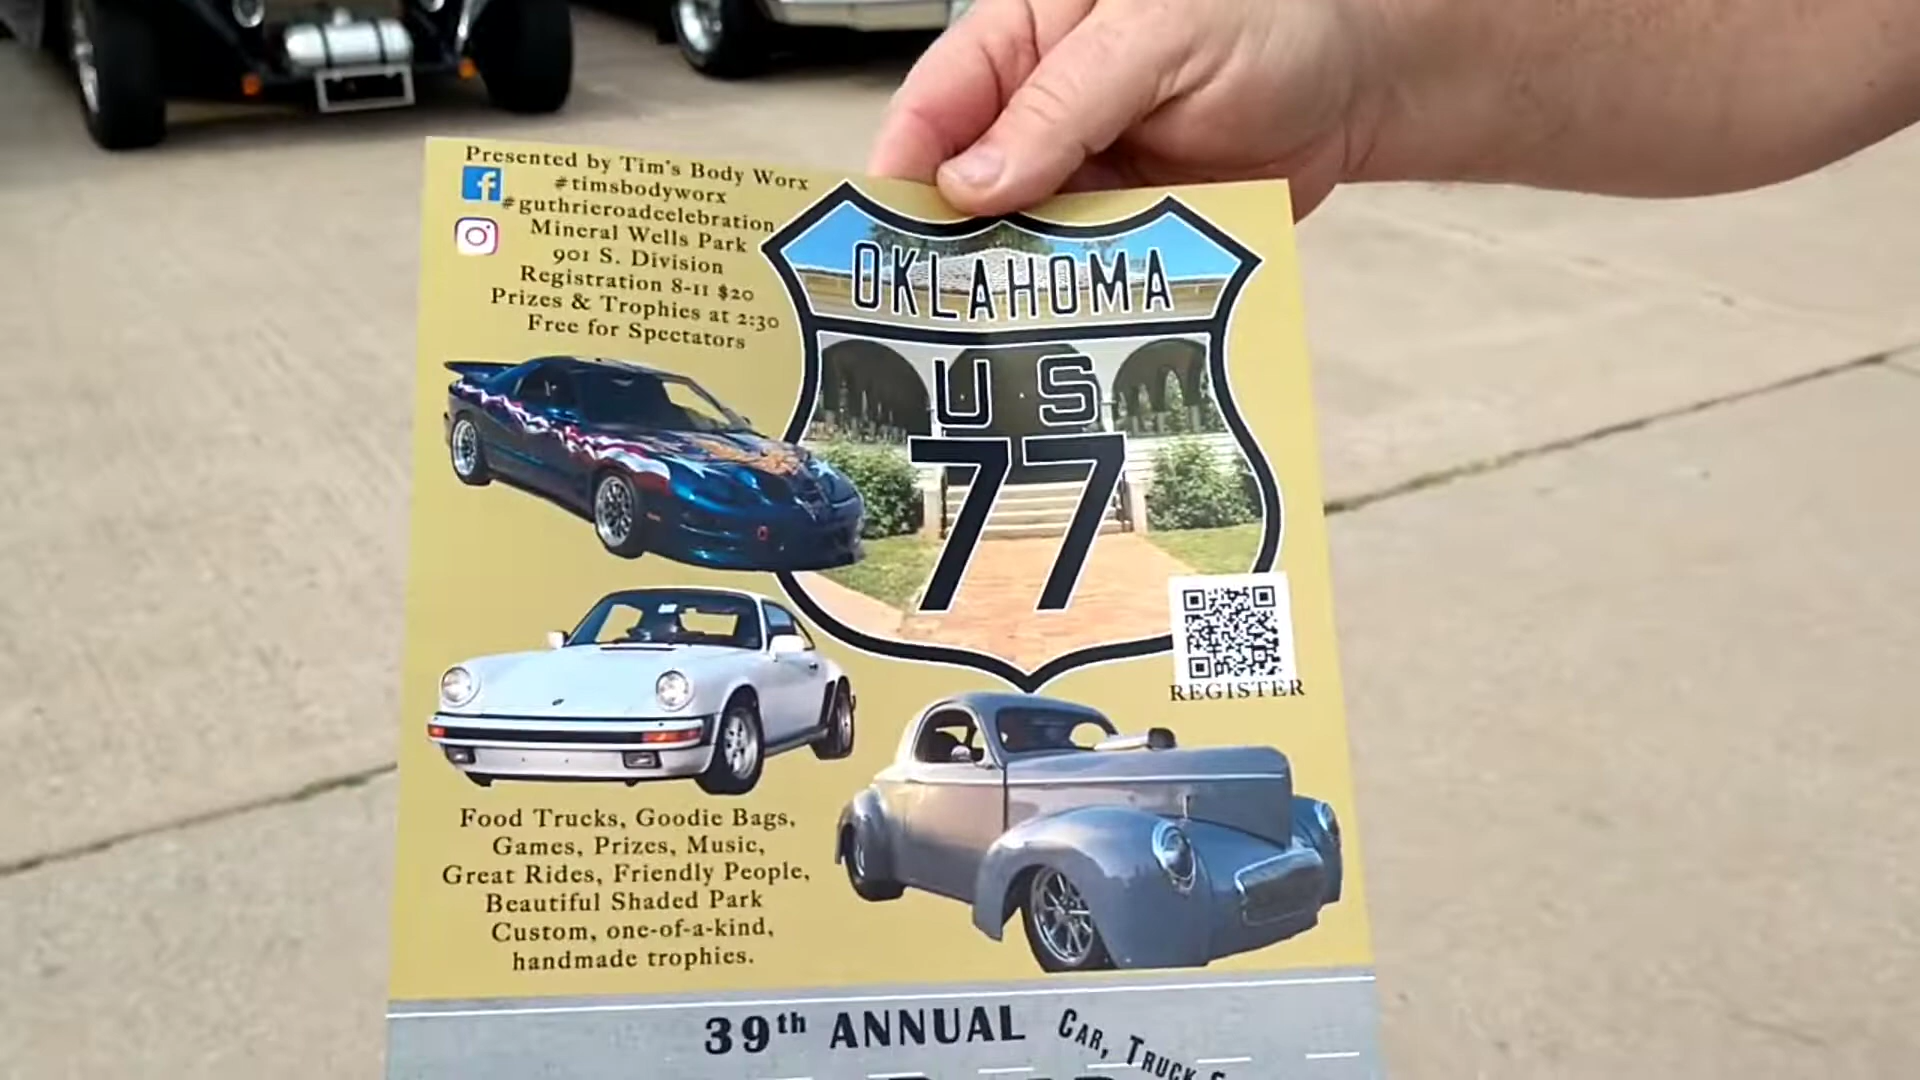 Presented by Tim's Body Worx
#timsbodyworx
#guthrieroadcelebration
Mineral Wells Park
901 S. Division
Registration 8-11 $20
Prizes & Trophies at 2:30
Free for Spectators
OKLAHOMA
U S
77
REGISTER
Food Trucks, Goodie Bags,
Games, Prizes, Music,
Great Rides, Friendly People,
Beautiful Shaded Park
Custom, one-of-a-kind,
handmade trophies.
39th ANNUAL
CAR, TRUCK